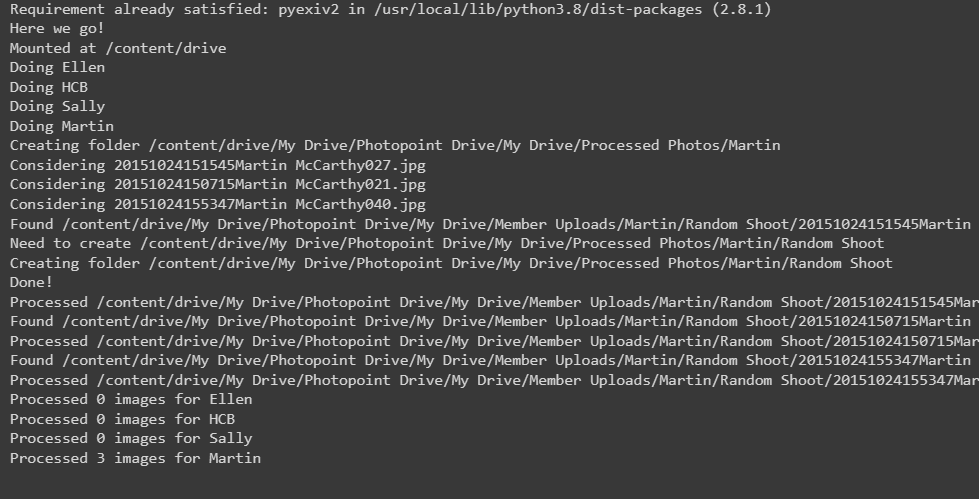 Requirement already satisfied: pyexiv2 in /usr/local/lib/python3.8/dist-packages (2.8.1)
Here we go!
Mounted at /content/drive
Doing Ellen
Doing HCB
Doing Sally
Doing Martin
Creating folder /content/drive/My Drive/Photopoint Drive/My Drive/Processed Photos/Martin
Considering 20151024151545Martin McCarthy027.jpg
Considering 20151024150715Martin McCarthy021.jpg
Considering 20151024155347Martin McCarthy040.jpg
Found /content/drive/My Drive/Photopoint Drive/My Drive/Member Uploads/Martin/Random Shoot/20151024151545Martin
Need to create /content/drive/My Drive/Photopoint Drive/My Drive/Processed Photos/Martin/Random Shoot
Creating folder /content/drive/My Drive/Photopoint Drive/My Drive/Processed Photos/Martin/Random Shoot
Done!
Processed /content/drive/My Drive/Photopoint Drive/My Drive/Member Uploads/Martin/Random Shoot/20151024151545Mar
Found /content/drive/My Drive/Photopoint Drive/My Drive/Member Uploads/Martin/Random Shoot/20151024150715Martin
Processed /content/drive/My Drive/Photopoint Drive/My Drive/Member Uploads/Martin/Random Shoot/20151024150715Mar
Found /content/drive/My Drive/Photopoint Drive/My Drive/Member Uploads/Martin/Random Shoot/20151024155347Martin
Processed /content/drive/My Drive/Photopoint Drive/My Drive/Member Uploads/Martin/Random Shoot/20151024155347Mar
Processed 0 images for Ellen
Processed 0 images for HCB
Processed 0 images for Sally
Processed 3 images for Martin